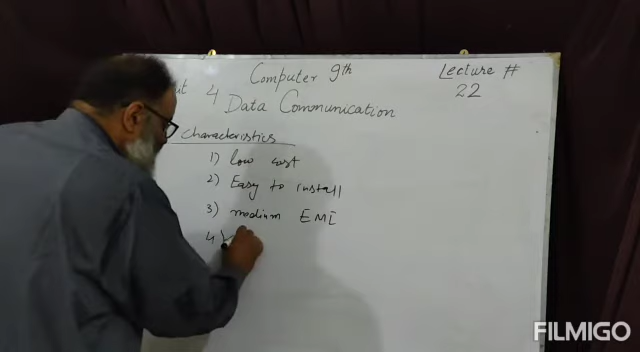 Computer 9th
Lecture #
22
4
Data Communication
Characteristics
1) Low cost
2) Easy to install
3) medium EMI
4)
FILMIGO